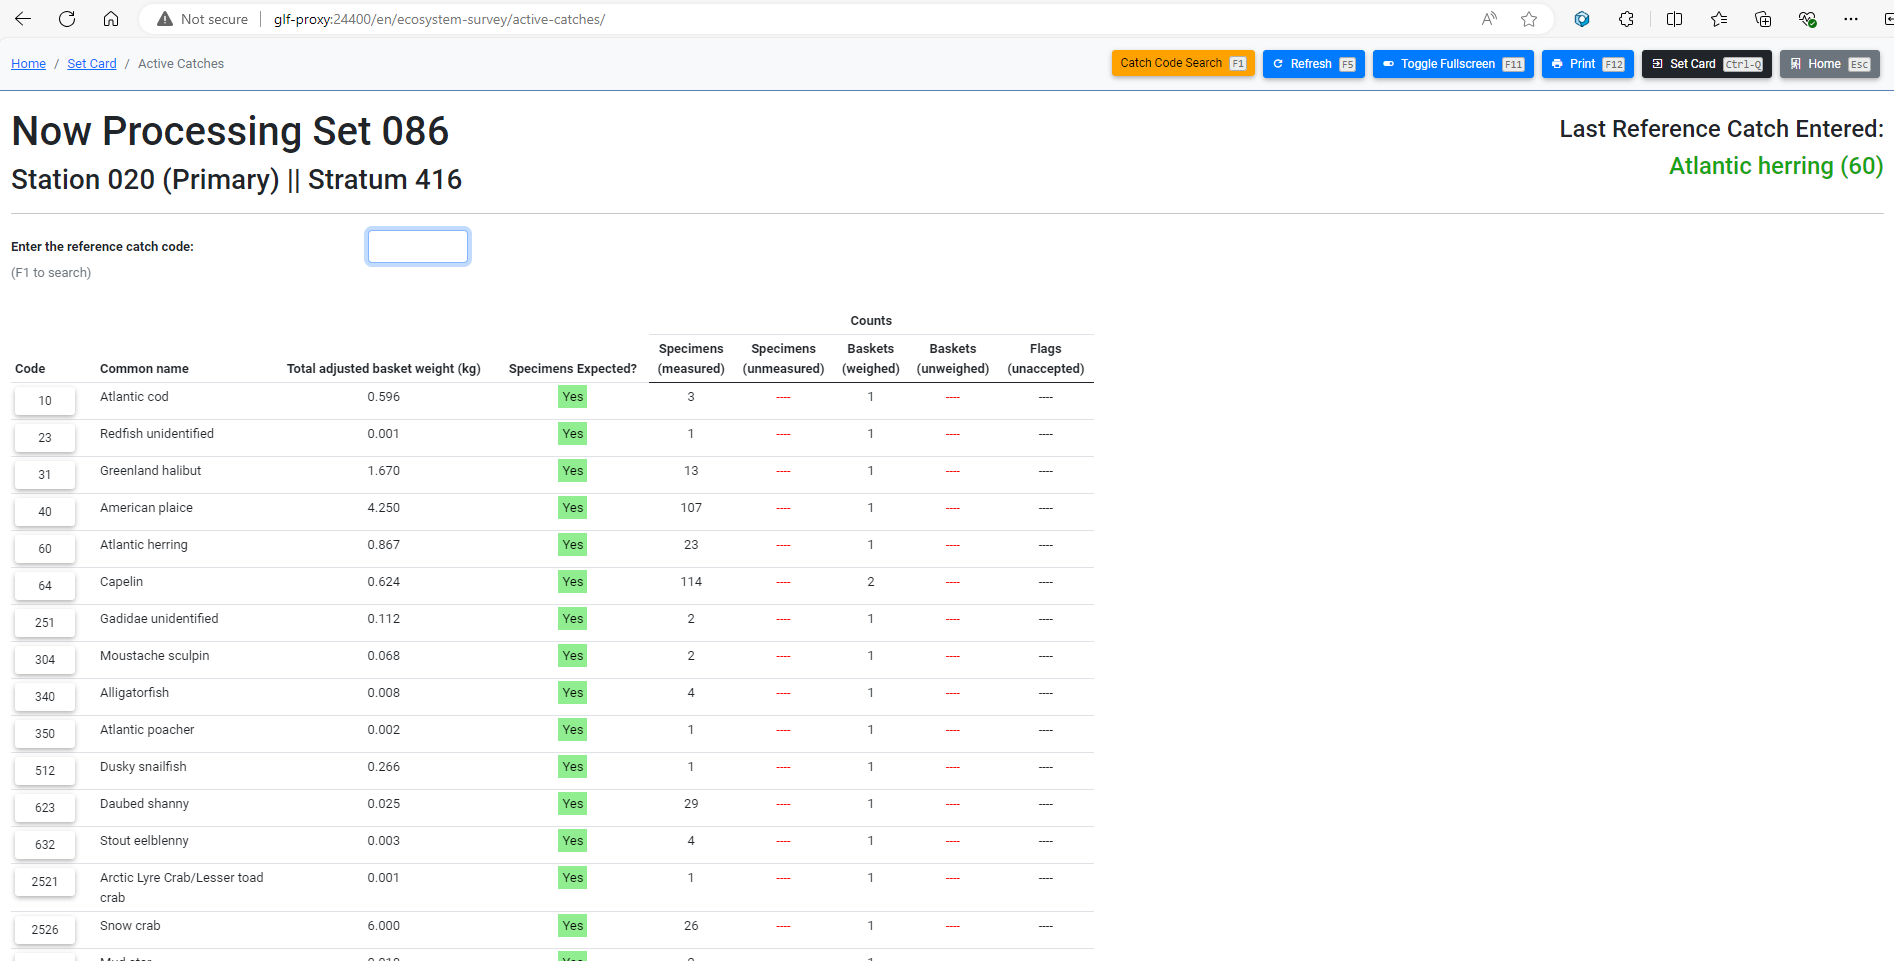 Not secure | glf-proxy:24400/en/ecosystem-survey/active-catches/
Home / Set Card / Active Catches
Catch Code Search F1 Refresh F5 Toggle Fullscreen F11 Print F12 Set Card Ctrl-Q Home Esc
Now Processing Set 086
Station 020 (Primary) || Stratum 416
Last Reference Catch Entered:
Atlantic herring (60)
Enter the reference catch code:
(F1 to search)
Counts
Code Common name Total adjusted basket weight (kg) Specimens Expected? Specimens (measured) Specimens (unmeasured) Baskets (weighed) Baskets (unweighed) Flags (unaccepted)
10 Atlantic cod 0.596 Yes 3 ---- 1 ---- ----
23 Redfish unidentified 0.001 Yes 1 ---- 1 ---- ----
31 Greenland halibut 1.670 Yes 13 ---- 1 ---- ----
40 American plaice 4.250 Yes 107 ---- 1 ---- ----
60 Atlantic herring 0.867 Yes 23 ---- 1 ---- ----
64 Capelin 0.624 Yes 114 ---- 2 ---- ----
251 Gadidae unidentified 0.112 Yes 2 ---- 1 ---- ----
304 Moustache sculpin 0.068 Yes 2 ---- 1 ---- ----
340 Alligatorfish 0.008 Yes 4 ---- 1 ---- ----
350 Atlantic poacher 0.002 Yes 1 ---- 1 ---- ----
512 Dusky snailfish 0.266 Yes 1 ---- 1 ---- ----
623 Daubed shanny 0.025 Yes 29 ---- 1 ---- ----
632 Stout eelblenny 0.003 Yes 4 ---- 1 ---- ----
2521 Arctic Lyre Crab/Lesser toad crab 0.001 Yes 1 ---- 1 ---- ----
2526 Snow crab 6.000 Yes 26 ---- 1 ---- ----